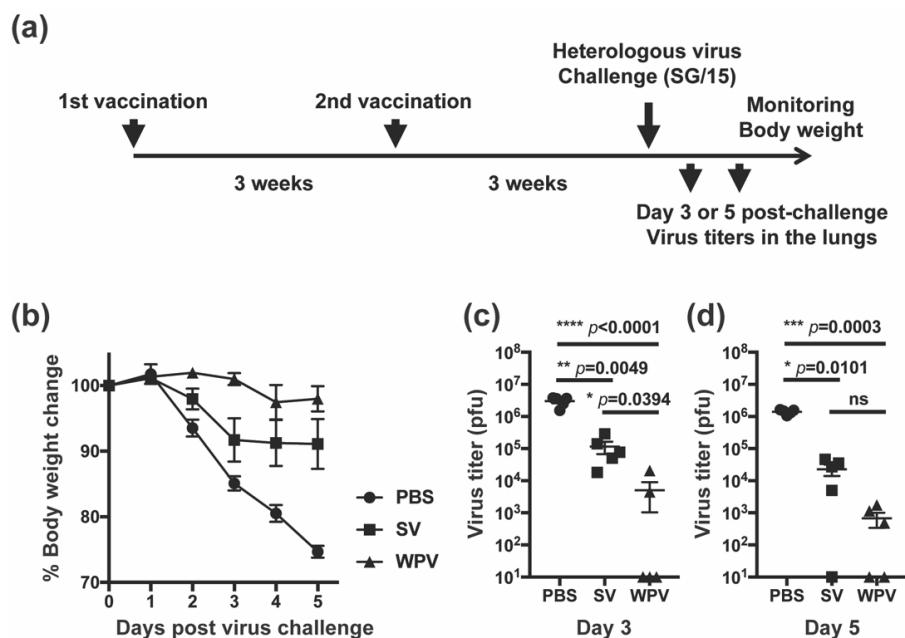 (a)
Heterologous virus
Challenge (SG/15)
1st vaccination
2nd vaccination
Monitoring
Body weight
3 weeks
3 weeks
Day 3 or 5 post-challenge
Virus titers in the lungs
(b)
% Body weight change
100
90
80
70
0 1 2 3 4 5
Days post virus challenge
PBS
SV
WPV
(c)
**** p<0.0001
** p=0.0049
* p=0.0394
Virus titer (pfu)
10⁸
10⁷
10⁶
10⁵
10⁴
10³
10²
10¹
PBS SV WPV
Day 3
(d)
*** p=0.0003
* p=0.0101
ns
Virus titer (pfu)
10⁸
10⁷
10⁶
10⁵
10⁴
10³
10²
10¹
PBS SV WPV
Day 5